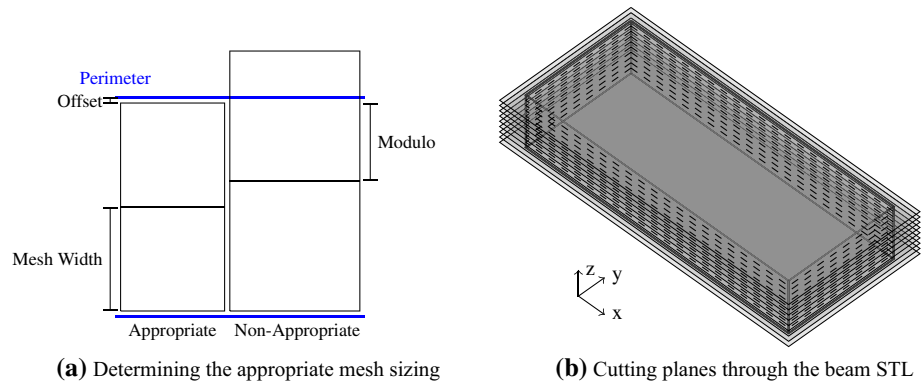 Perimeter
Offset
Modulo
Mesh Width
Appropriate Non-Appropriate
z
y
x
(a) Determining the appropriate mesh sizing
(b) Cutting planes through the beam STL